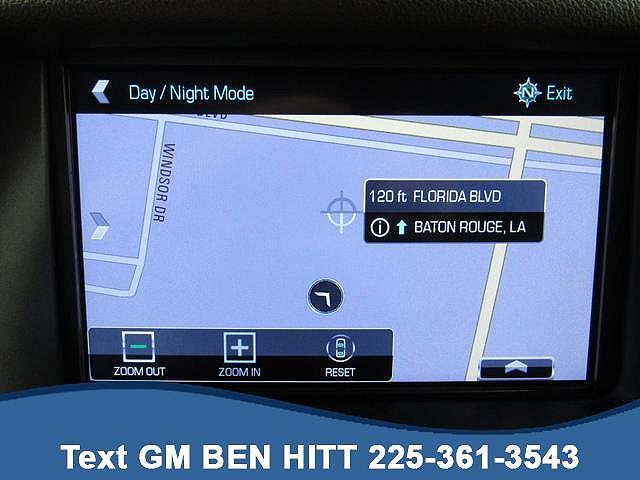 Day / Night Mode
N Exit
BLVD
WINDSOR DR
120 ft FLORIDA BLVD
BATON ROUGE, LA
ZOOM OUT
ZOOM IN
RESET
Text GM BEN HITT 225-361-3543